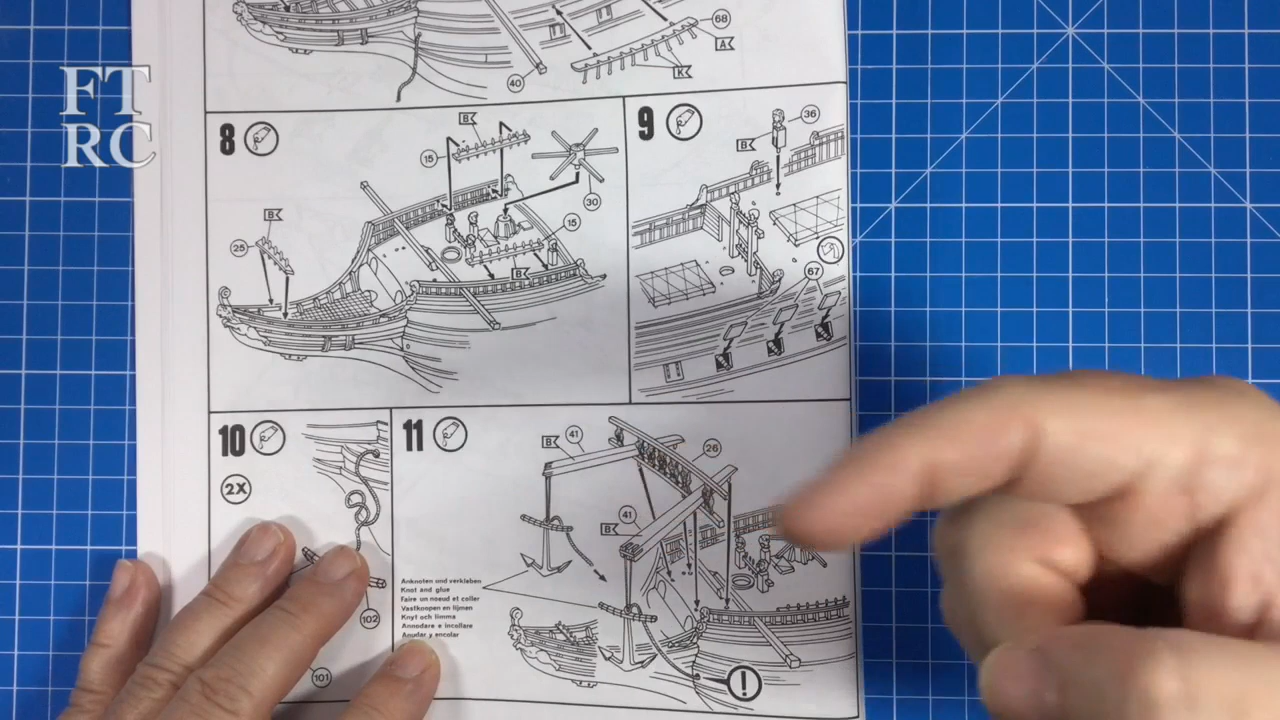 FT
RC
68
A
K
40
8
B
15
30
B
25
15
B
9
36
B
67
10
2X
102
101
11
B
41
26
41
B
Anknoten und verkleben
Knot and glue
Faire un noeud et coller
Vastknopen en lijmen
Knyt och limma
Annodare e incollare
Anudar y encolar
!